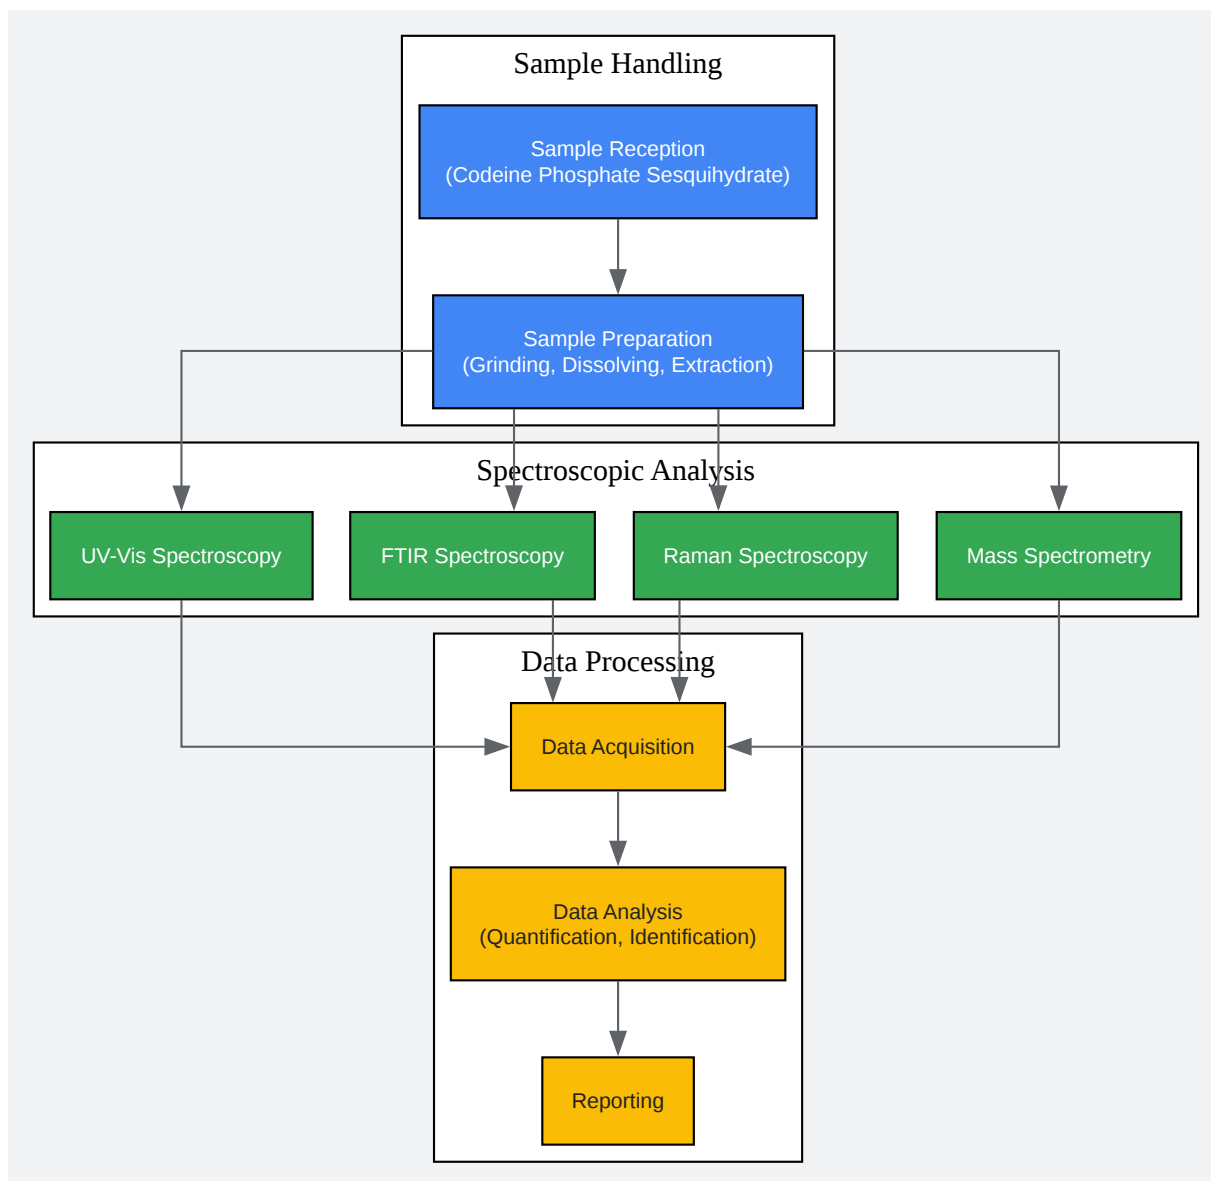 Sample Handling
Sample Reception
(Codeine Phosphate Sesquihydrate)
Sample Preparation
(Grinding, Dissolving, Extraction)
Spectroscopic Analysis
UV-Vis Spectroscopy
FTIR Spectroscopy
Raman Spectroscopy
Mass Spectrometry
Data Processing
Data Acquisition
Data Analysis
(Quantification, Identification)
Reporting